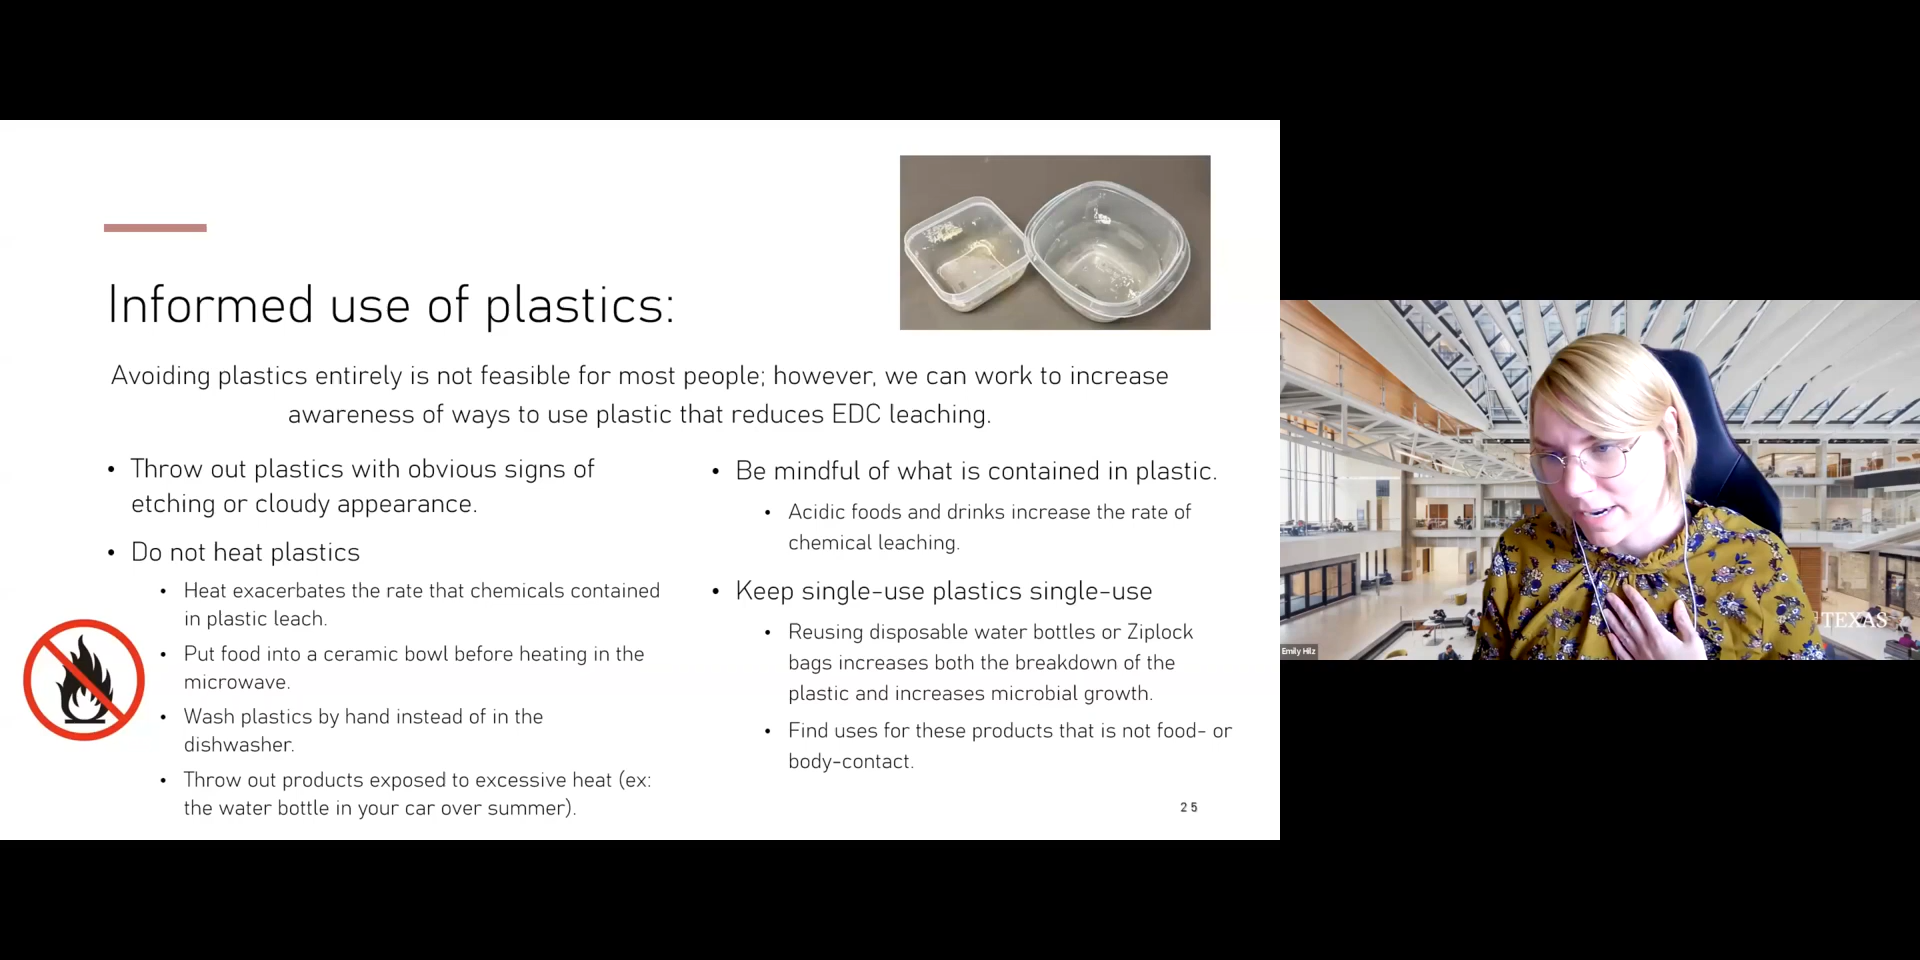 Informed use of plastics:
Avoiding plastics entirely is not feasible for most people; however, we can work to increase
awareness of ways to use plastic that reduces EDC leaching.
• Throw out plastics with obvious signs of
etching or cloudy appearance.
• Do not heat plastics
• Heat exacerbates the rate that chemicals contained
in plastic leach.
• Put food into a ceramic bowl before heating in the
microwave.
• Wash plastics by hand instead of in the
dishwasher.
• Throw out products exposed to excessive heat (ex:
the water bottle in your car over summer).
• Be mindful of what is contained in plastic.
• Acidic foods and drinks increase the rate of
chemical leaching.
• Keep single-use plastics single-use
• Reusing disposable water bottles or Ziplock
bags increases both the breakdown of the
plastic and increases microbial growth.
• Find uses for these products that is not food- or
body-contact.
25
TEXAS
Emily Hilz